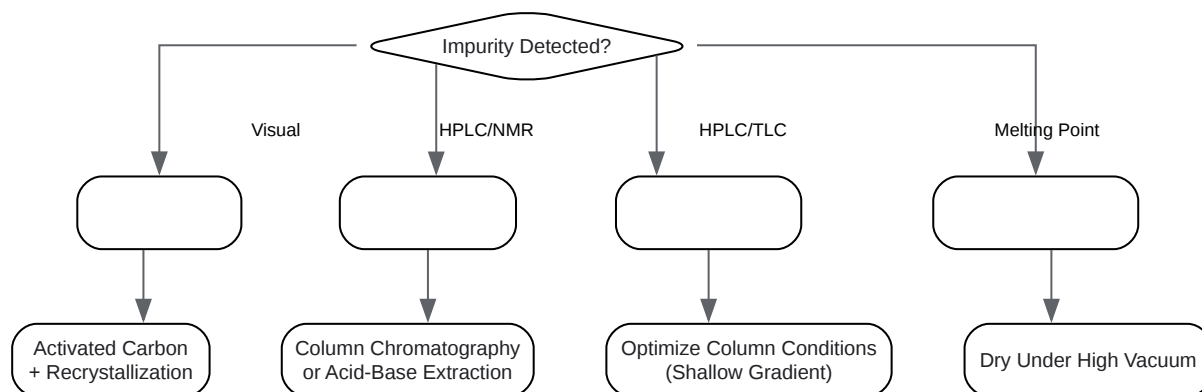 Impurity Detected?
Visual
HPLC/NMR
HPLC/TLC
Melting Point
Activated Carbon
+ Recrystallization
Column Chromatography
or Acid-Base Extraction
Optimize Column Conditions
(Shallow Gradient)
Dry Under High Vacuum